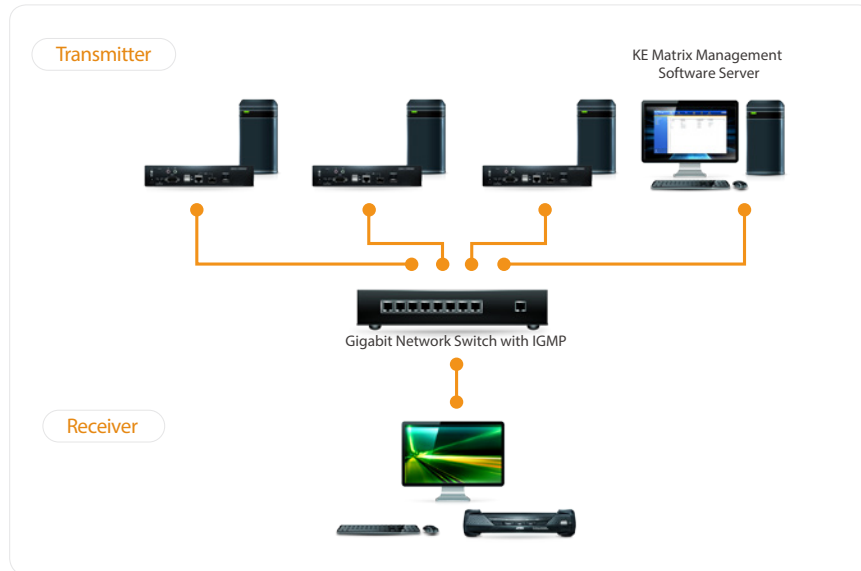 Transmitter
KE Matrix Management
Software Server
Gigabit Network Switch with IGMP
Receiver